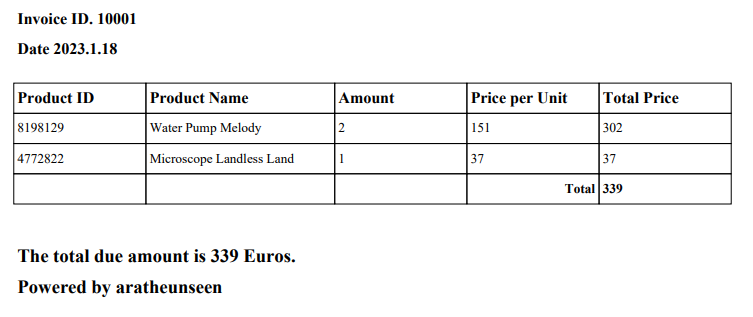 Invoice ID. 10001
Date 2023.1.18
Product ID Product Name Amount Price per Unit Total Price
8198129 Water Pump Melody 2 151 302
4772822 Microscope Landless Land 1 37 37
Total 339
The total due amount is 339 Euros.
Powered by aratheunseen